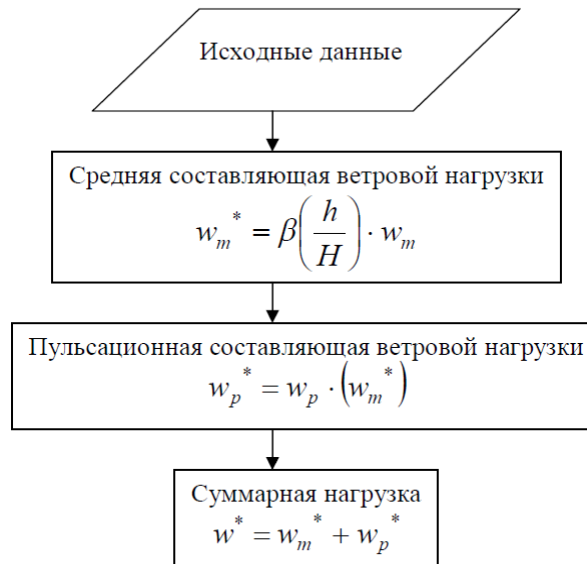 Исходные данные
Средняя составляющая ветровой нагрузки
w_m^* = β(h/H) · w_m
Пульсационная составляющая ветровой нагрузки
w_p^* = w_p · (w_m^*)
Суммарная нагрузка
w^* = w_m^* + w_p^*